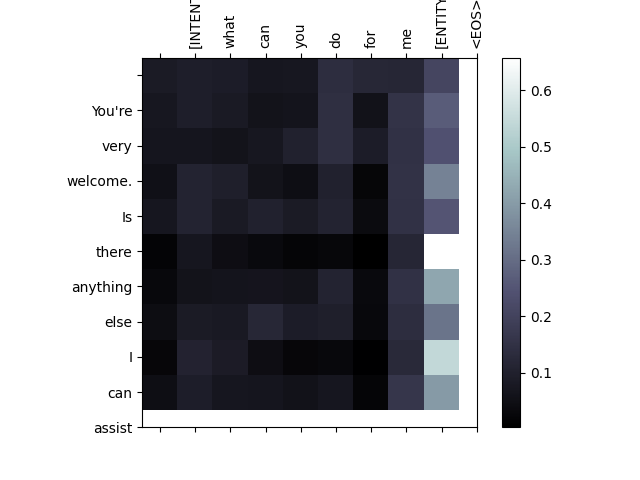 [INTENT
what
can
you
do
for
me
[ENTITY
<EOS>
You're
very
welcome.
Is
there
anything
else
I
can
assist
0.6
0.5
0.4
0.3
0.2
0.1